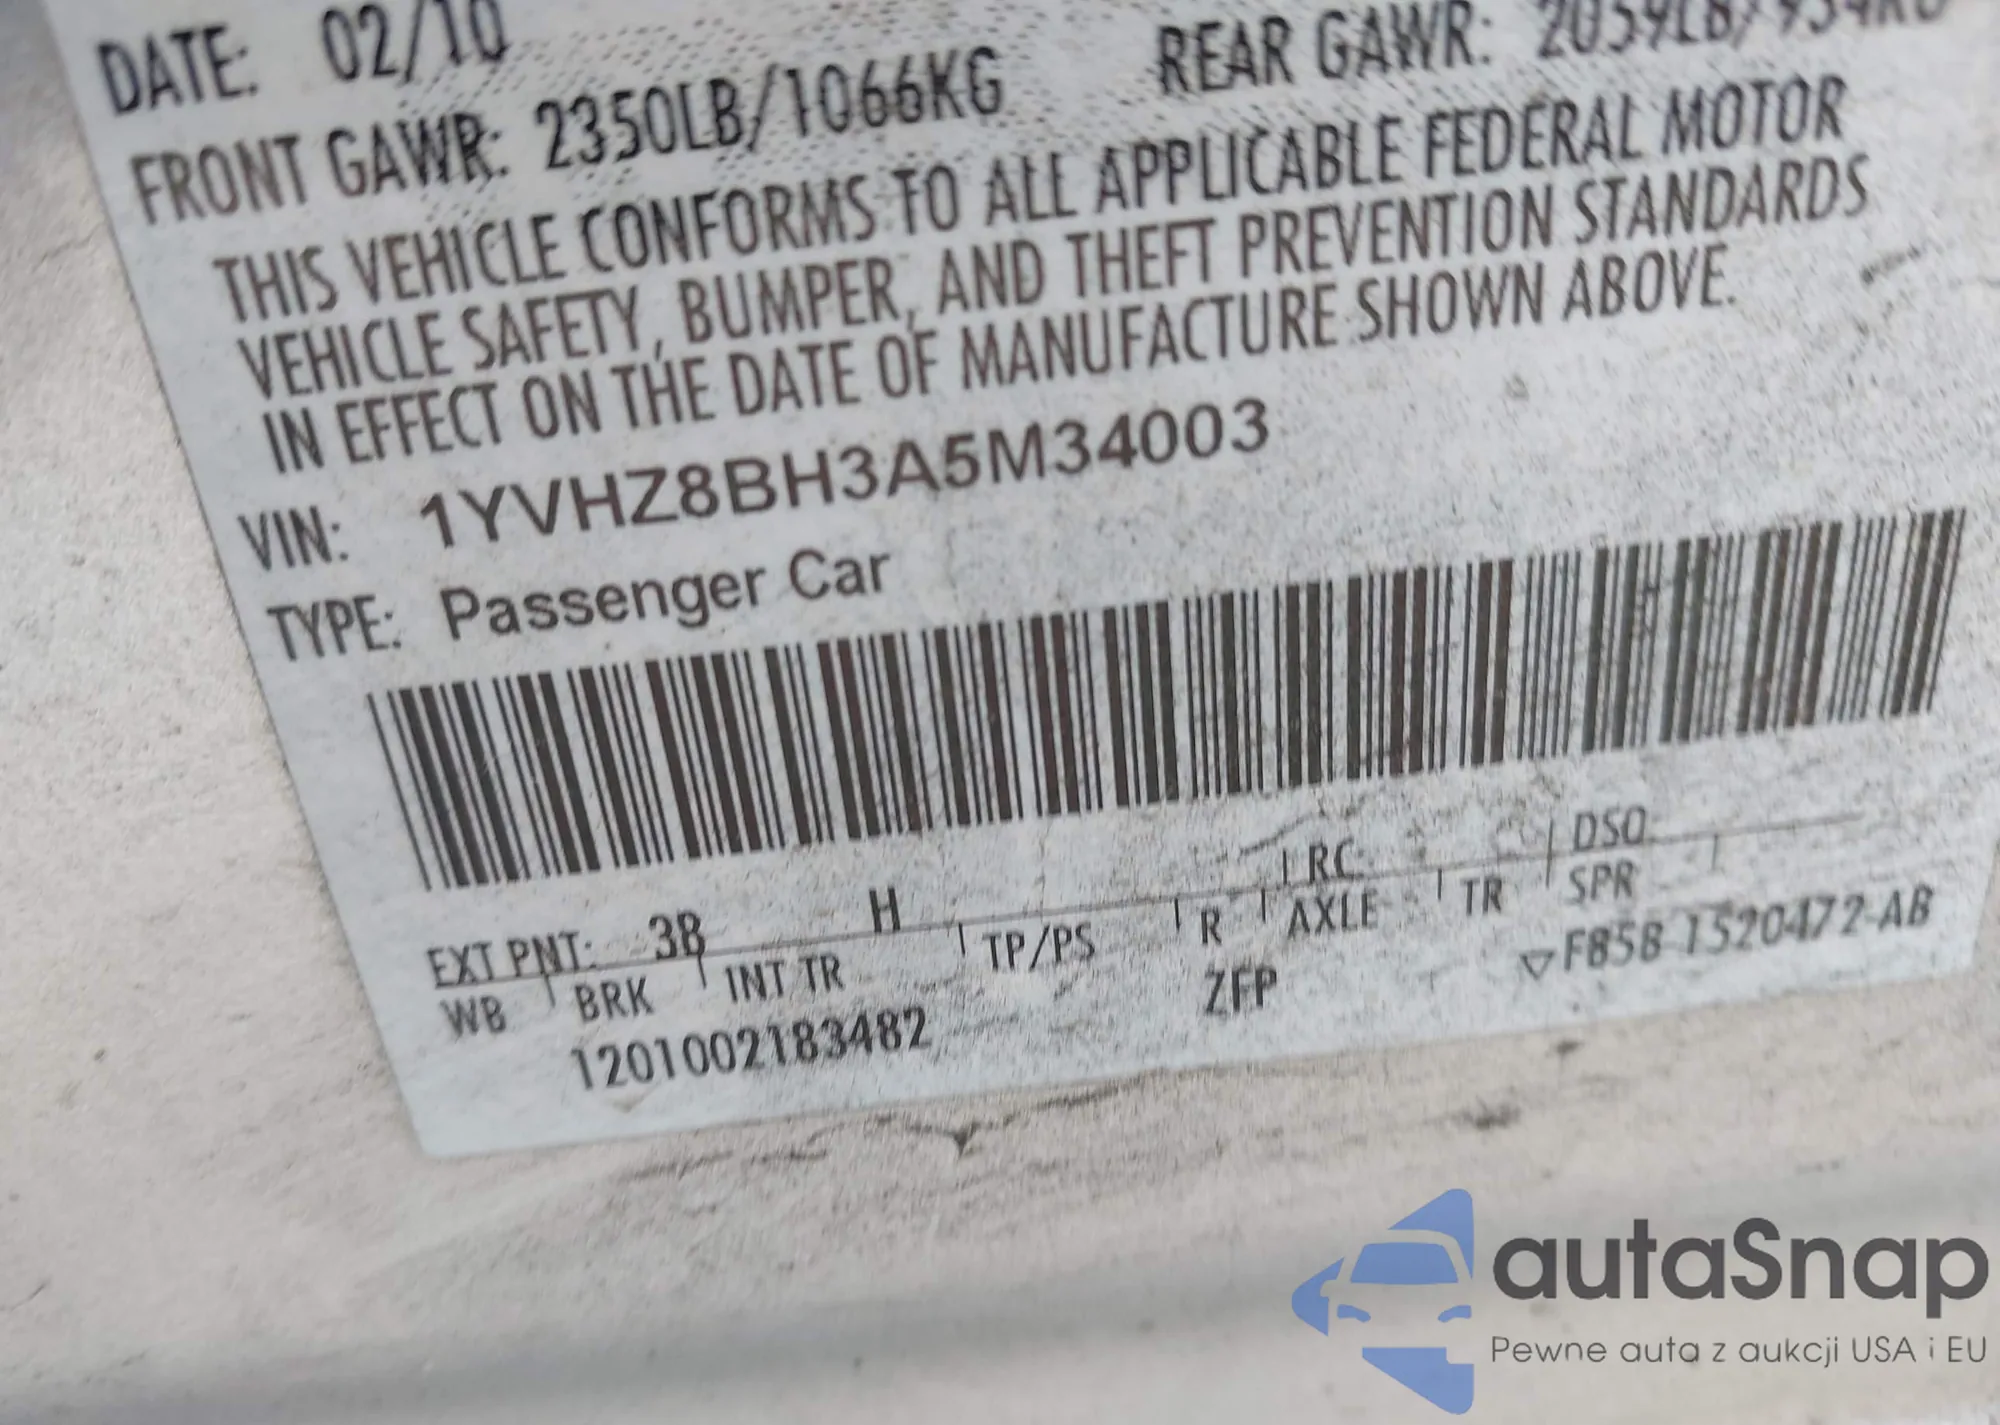 DATE: 02/10
FRONT GAWR: 2350LB/1066KG REAR GAWR: 2059LB/934KG
THIS VEHICLE CONFORMS TO ALL APPLICABLE FEDERAL MOTOR
VEHICLE SAFETY, BUMPER, AND THEFT PREVENTION STANDARDS
IN EFFECT ON THE DATE OF MANUFACTURE SHOWN ABOVE.
VIN: 1YVHZ8BH3A5M34003
TYPE: Passenger Car
EXT PNT: 3B H RC DSO
WB BRK INT TR TP/PS R AXLE TR SPR
1201002183482 ZFP ▽F85B-1520472-AB
autaSnap
Pewne auta z aukcji USA i EU